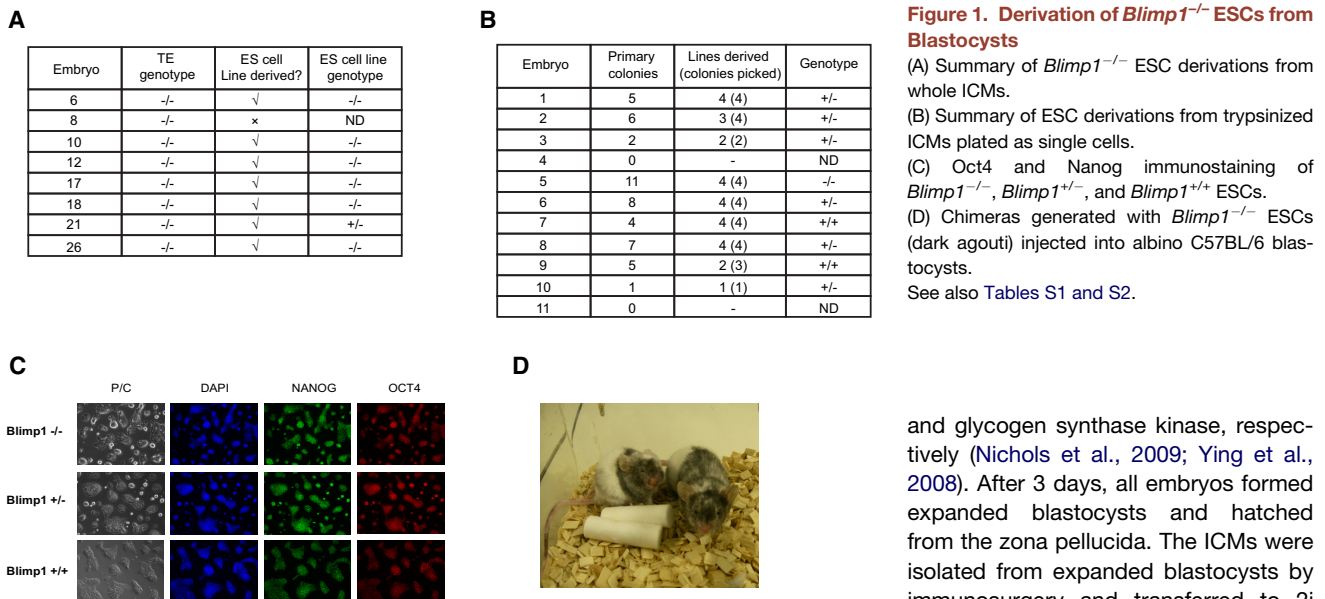 A
Embryo TE genotype ES cell Line derived? ES cell line genotype
6 -/- √ -/-
8 -/- × ND
10 -/- √ -/-
12 -/- √ -/-
17 -/- √ -/-
18 -/- √ -/-
21 -/- √ +/-
26 -/- √ -/-
B
Embryo Primary colonies Lines derived (colonies picked) Genotype
1 5 4 (4) +/-
2 6 3 (4) +/-
3 2 2 (2) +/-
4 0 - ND
5 11 4 (4) -/-
6 8 4 (4) +/-
7 4 4 (4) +/+
8 7 4 (4) +/-
9 5 2 (3) +/+
10 1 1 (1) +/-
11 0 - ND
Figure 1. Derivation of Blimp1−/− ESCs from
Blastocysts
(A) Summary of Blimp1−/− ESC derivations from
whole ICMs.
(B) Summary of ESC derivations from trypsinized
ICMs plated as single cells.
(C) Oct4 and Nanog immunostaining of
Blimp1−/−, Blimp1+/−, and Blimp1+/+ ESCs.
(D) Chimeras generated with Blimp1−/− ESCs
(dark agouti) injected into albino C57BL/6 blas-
tocysts.
See also Tables S1 and S2.
C
P/C DAPI NANOG OCT4
Blimp1 -/-
Blimp1 +/-
Blimp1 +/+
D
and glycogen synthase kinase, respec-
tively (Nichols et al., 2009; Ying et al.,
2008). After 3 days, all embryos formed
expanded blastocysts and hatched
from the zona pellucida. The ICMs were
isolated from expanded blastocysts by
immunosurgery and transferred to 2i